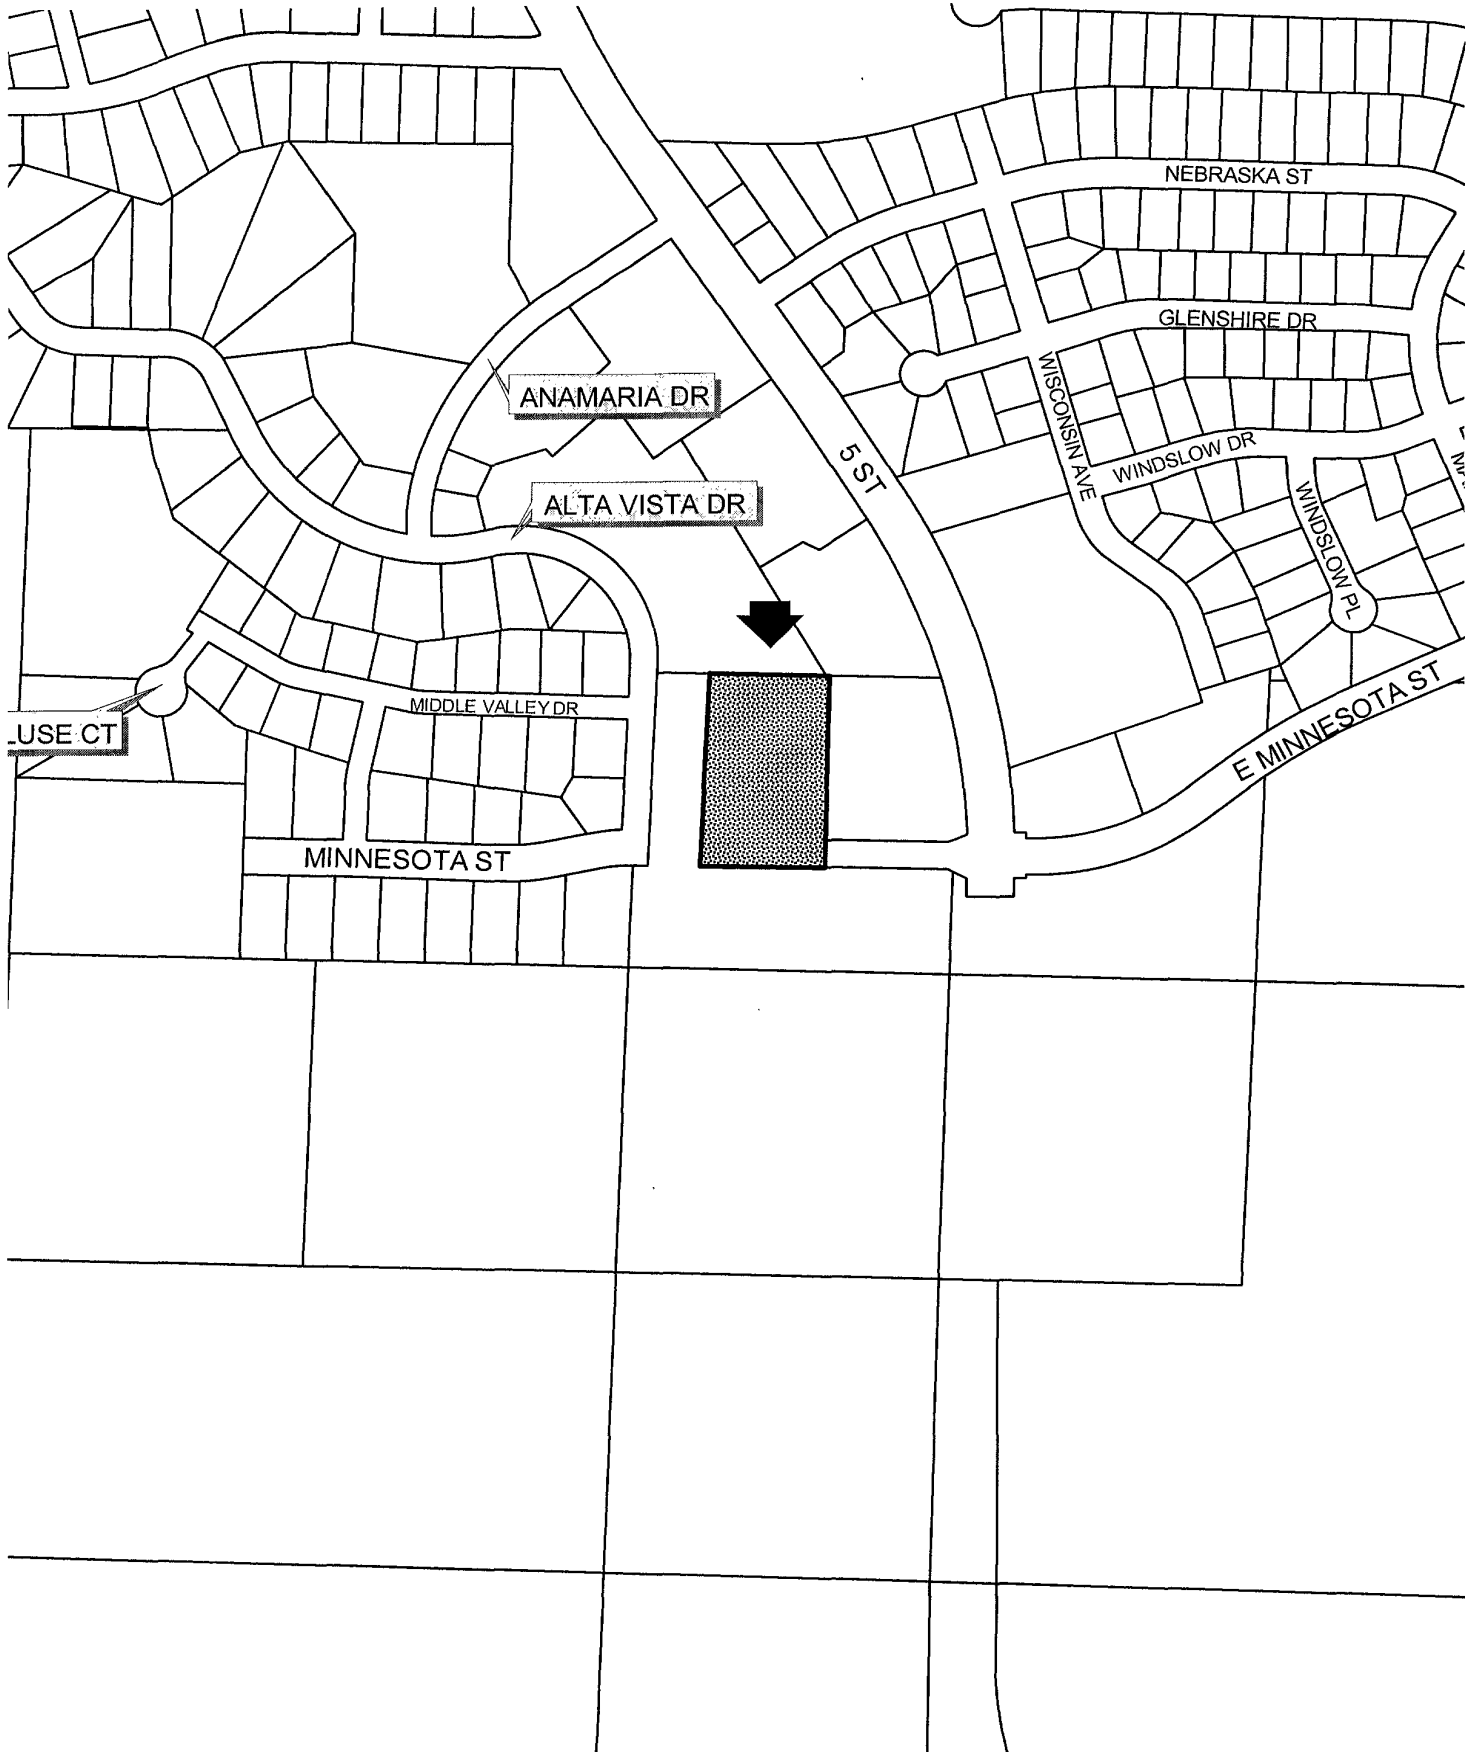 NEBRASKA ST
GLENSHIRE DR
ANAMARIA DR
WISCONSIN AVE
5 ST
WINDSLOW DR
ALTA VISTA DR
WINDSLOW PL
MIDDLE VALLEY DR
LUSE CT
E MINNESOTA ST
MINNESOTA ST